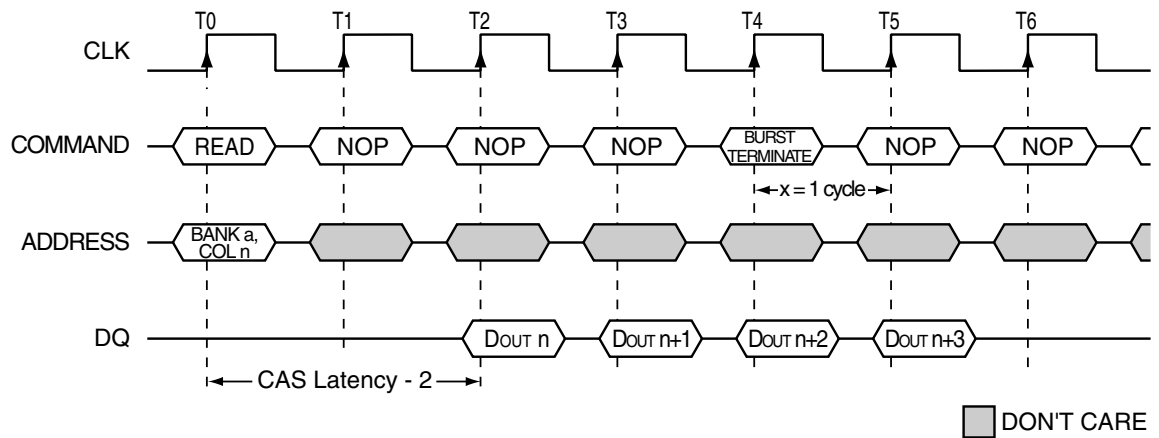 T0 T1 T2 T3 T4 T5 T6
CLK
COMMAND READ NOP NOP NOP BURST TERMINATE NOP NOP
x = 1 cycle
ADDRESS BANK a, COL n
DQ DOUT n DOUT n+1 DOUT n+2 DOUT n+3
CAS Latency - 2
DON'T CARE